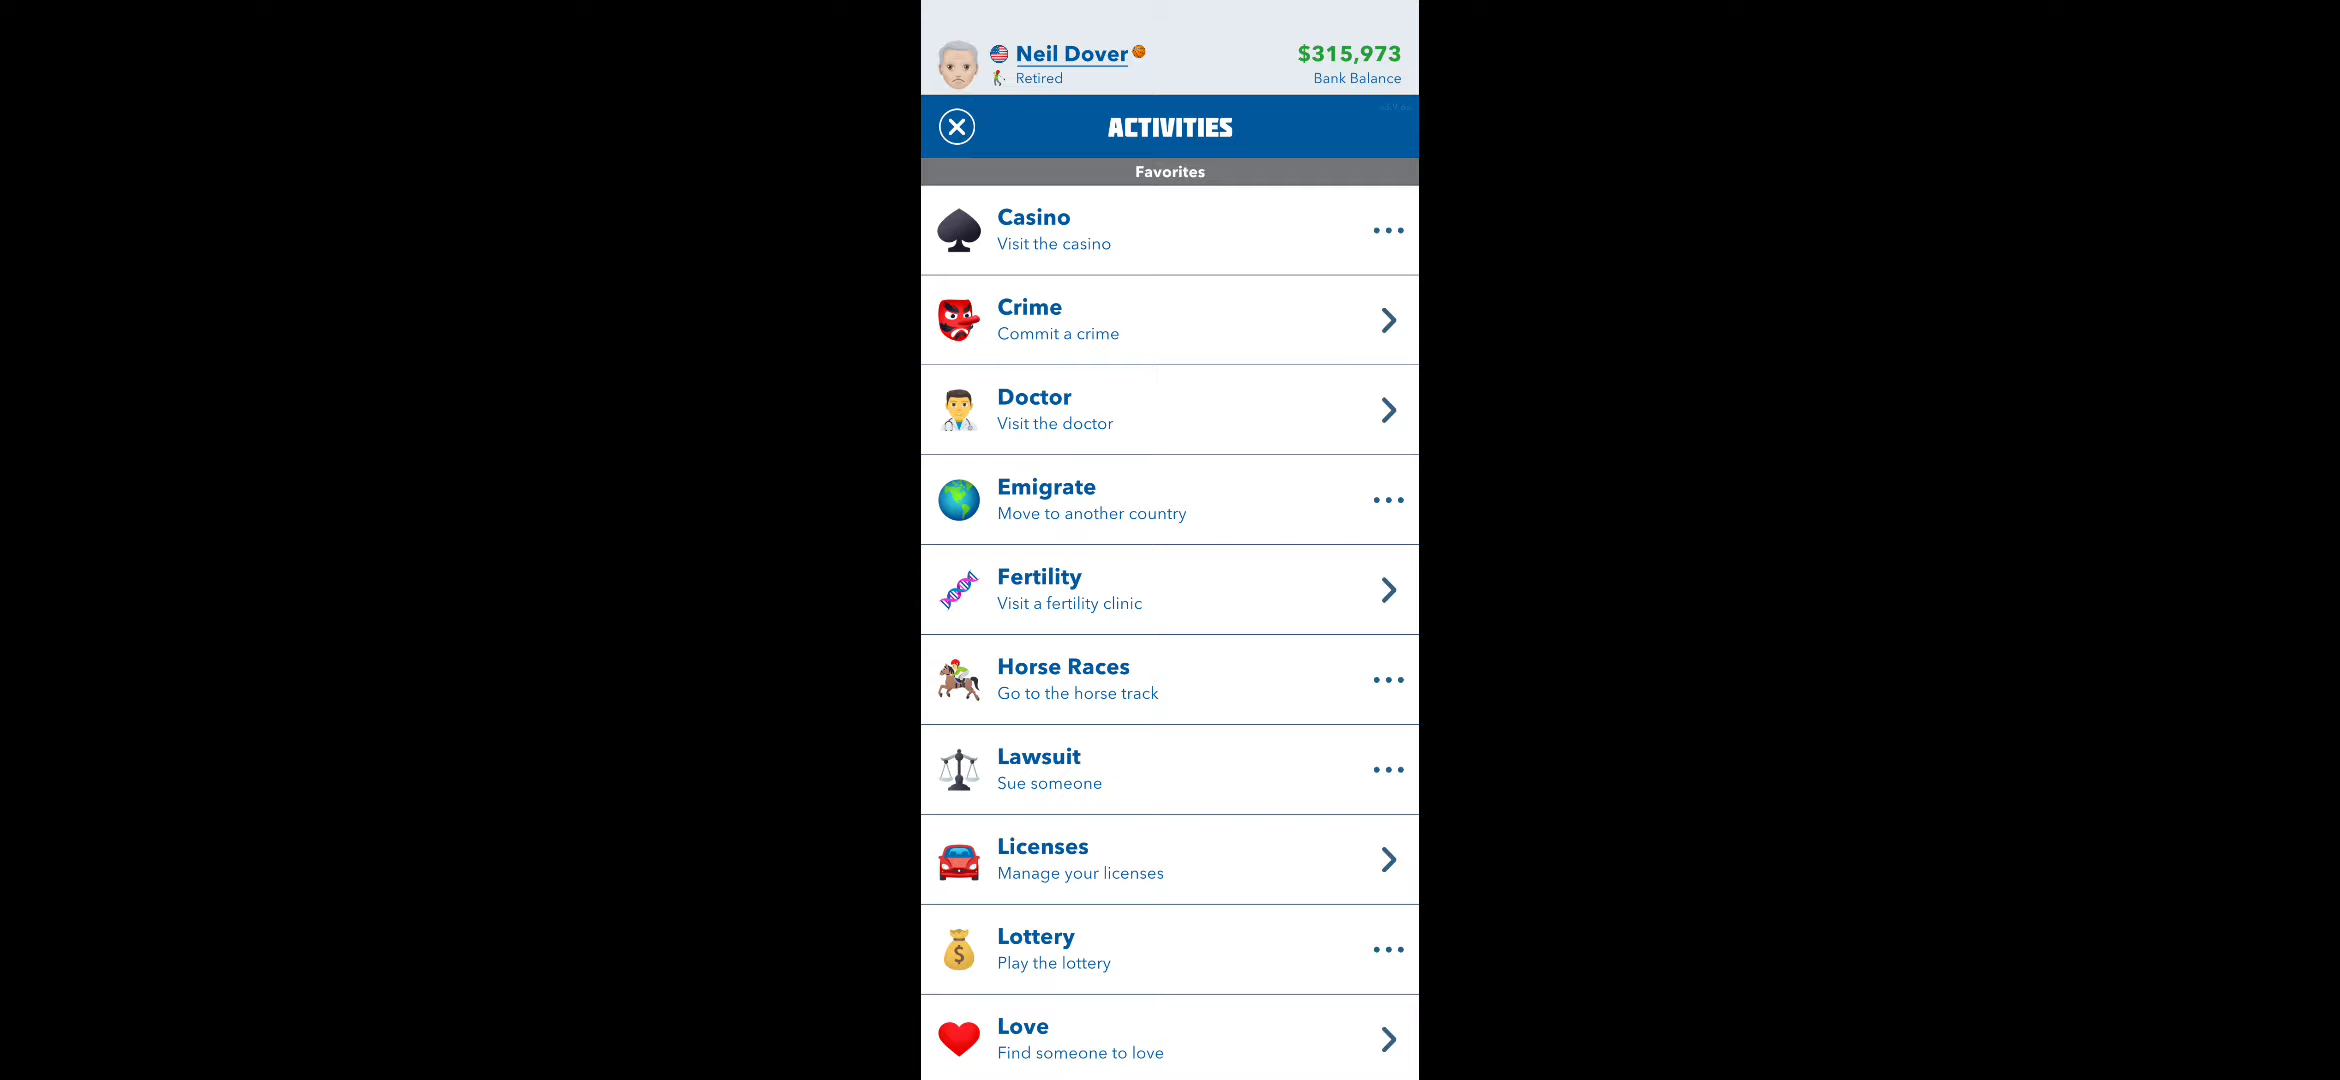 Neil Dover
$315,973
Retired
Bank Balance
ACTIVITIES
Favorites
Casino
Visit the casino
Crime
Commit a crime
Doctor
Visit the doctor
Emigrate
Move to another country
Fertility
Visit a fertility clinic
Horse Races
Go to the horse track
Lawsuit
Sue someone
Licenses
Manage your licenses
Lottery
Play the lottery
Love
Find someone to love